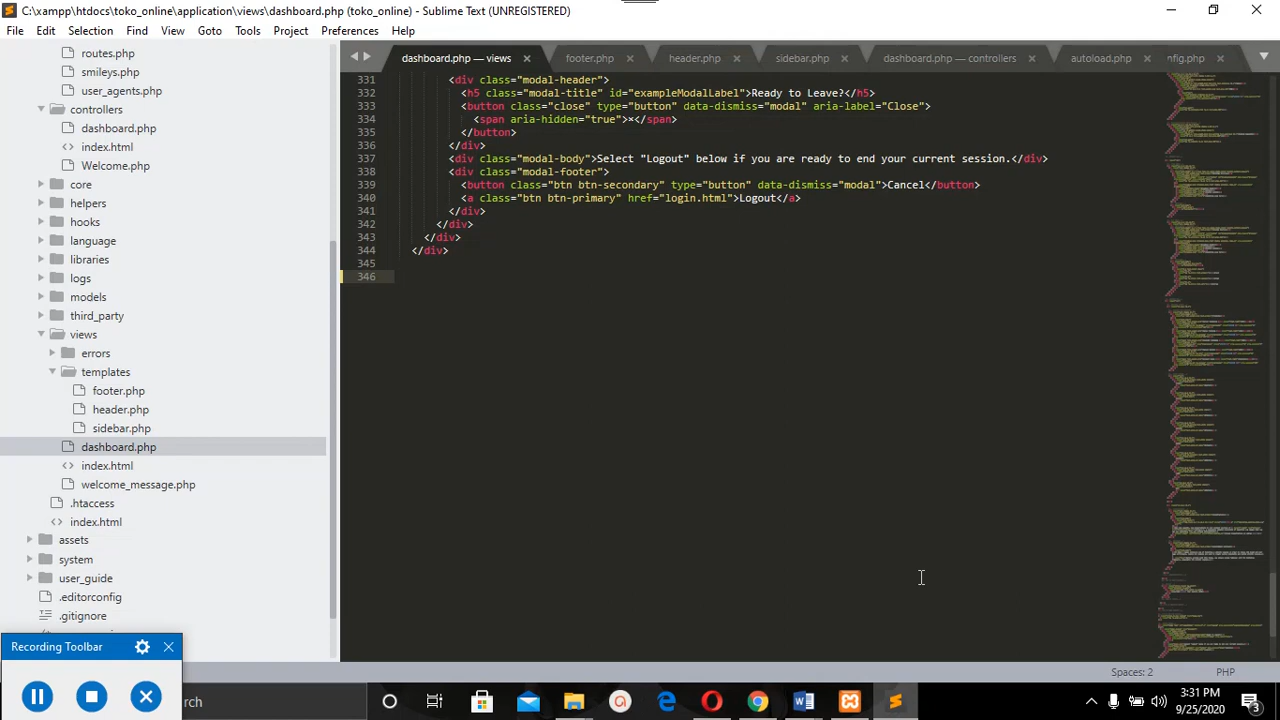 C:\xampp\htdocs\toko_online\application\views\dashboard.php (toko_online) - Sublime Text (UNREGISTERED)
File Edit Selection Find View Goto Tools Project Preferences Help
routes.php
smileys.php
user_agents.php
controllers
dashboard.php
index.html
Welcome.php
core
helpers
hooks
language
libraries
logs
models
third_party
views
errors
templates
footer.php
header.php
sidebar.php
dashboard.php
index.html
welcome_message.php
.htaccess
index.html
assets
system
user_guide
.editorconfig
.gitignore
dashboard.php — views footer.php header.php sidebar.php dashboard.php — controllers autoload.php nfig.php
331 <div class="modal-header">
332 <h5 class="modal-title" id="exampleModalLabel">Ready to Leave?</h5>
333 <button class="close" type="button" data-dismiss="modal" aria-label="Close">
334 <span aria-hidden="true">×</span>
335 </button>
336 </div>
337 <div class="modal-body">Select "Logout" below if you are ready to end your current session.</div>
338 <div class="modal-footer">
339 <button class="btn btn-secondary" type="button" data-dismiss="modal">Cancel</button>
340 <a class="btn btn-primary" href="login.html">Logout</a>
341 </div>
342 </div>
343 </div>
344 </div>
345
346
Spaces: 2 PHP
Recording Toolbar
rch
3:31 PM
9/25/2020
3